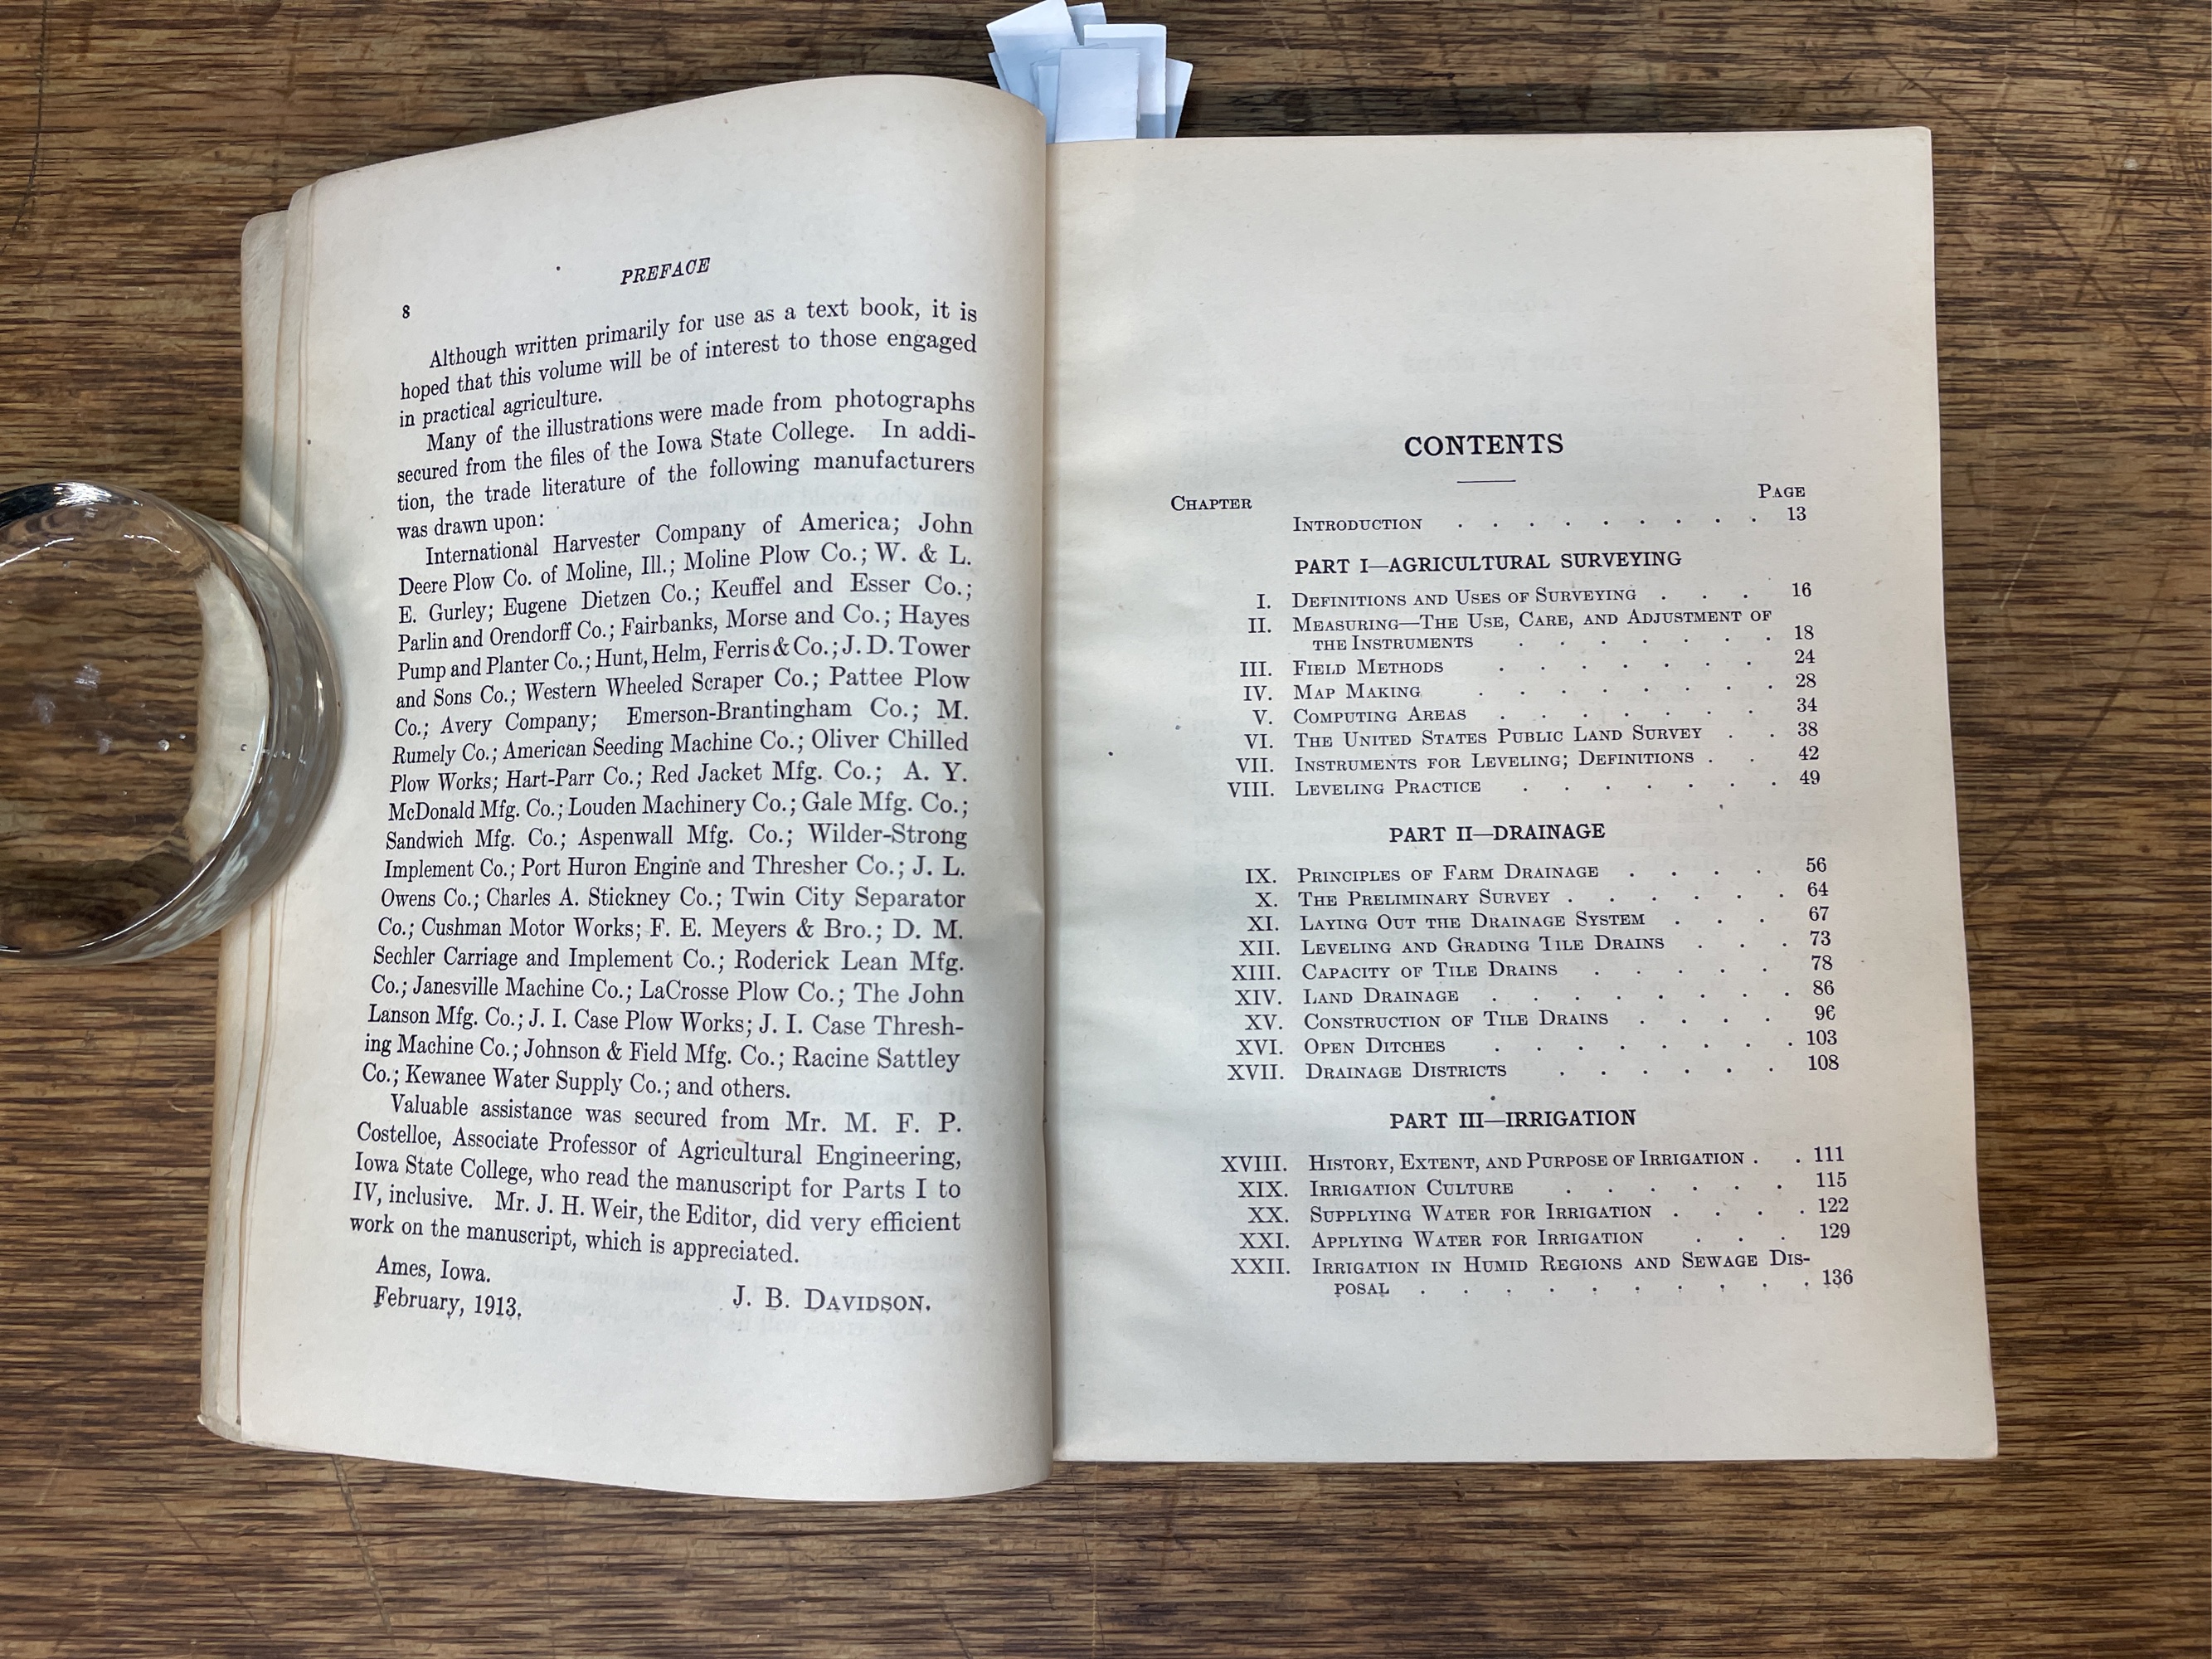 PREFACE
8
Although written primarily for use as a text book, it is
hoped that this volume will be of interest to those engaged
in practical agriculture.
Many of the illustrations were made from photographs
secured from the files of the Iowa State College. In addi-
tion, the trade literature of the following manufacturers
was drawn upon:
International Harvester Company of America; John
Deere Plow Co. of Moline, Ill.; Moline Plow Co.; W. & L.
E. Gurley; Eugene Dietzen Co.; Keuffel and Esser Co.;
Parlin and Orendorff Co.; Fairbanks, Morse and Co.; Hayes
Pump and Planter Co.; Hunt, Helm, Ferris & Co.; J. D. Tower
and Sons Co.; Western Wheeled Scraper Co.; Pattee Plow
Co.; Avery Company; Emerson-Brantingham Co.; M.
Rumely Co.; American Seeding Machine Co.; Oliver Chilled
Plow Works; Hart-Parr Co.; Red Jacket Mfg. Co.; A. Y.
McDonald Mfg. Co.; Louden Machinery Co.; Gale Mfg. Co.;
Sandwich Mfg. Co.; Aspenwall Mfg. Co.; Wilder-Strong
Implement Co.; Port Huron Engine and Thresher Co.; J. L.
Owens Co.; Charles A. Stickney Co.; Twin City Separator
Co.; Cushman Motor Works; F. E. Meyers & Bro.; D. M.
Sechler Carriage and Implement Co.; Roderick Lean Mfg.
Co.; Janesville Machine Co.; LaCrosse Plow Co.; The John
Lanson Mfg. Co.; J. I. Case Plow Works; J. I. Case Thresh-
ing Machine Co.; Johnson & Field Mfg. Co.; Racine Sattley
Co.; Kewanee Water Supply Co.; and others.
Valuable assistance was secured from Mr. M. F. P.
Costelloe, Associate Professor of Agricultural Engineering,
Iowa State College, who read the manuscript for Parts I to
IV, inclusive. Mr. J. H. Weir, the Editor, did very efficient
work on the manuscript, which is appreciated.
Ames, Iowa.
February, 1913. J. B. DAVIDSON.
CONTENTS
CHAPTER PAGE
INTRODUCTION . . . . . . . . . 13
PART I—AGRICULTURAL SURVEYING
I. DEFINITIONS AND USES OF SURVEYING . . . 16
II. MEASURING—THE USE, CARE, AND ADJUSTMENT OF
THE INSTRUMENTS . . . . . . . 18
III. FIELD METHODS . . . . . . . 24
IV. MAP MAKING . . . . . . . . 28
V. COMPUTING AREAS . . . . . . . 34
VI. THE UNITED STATES PUBLIC LAND SURVEY . . 38
VII. INSTRUMENTS FOR LEVELING; DEFINITIONS . . 42
VIII. LEVELING PRACTICE . . . . . . . 49
PART II—DRAINAGE
IX. PRINCIPLES OF FARM DRAINAGE . . . . 56
X. THE PRELIMINARY SURVEY . . . . . . 64
XI. LAYING OUT THE DRAINAGE SYSTEM . . . 67
XII. LEVELING AND GRADING TILE DRAINS . . . 73
XIII. CAPACITY OF TILE DRAINS . . . . . 78
XIV. LAND DRAINAGE . . . . . . . . 86
XV. CONSTRUCTION OF TILE DRAINS . . . . 96
XVI. OPEN DITCHES . . . . . . . . 103
XVII. DRAINAGE DISTRICTS . . . . . . 108
PART III—IRRIGATION
XVIII. HISTORY, EXTENT, AND PURPOSE OF IRRIGATION . . 111
XIX. IRRIGATION CULTURE . . . . . . 115
XX. SUPPLYING WATER FOR IRRIGATION . . . . 122
XXI. APPLYING WATER FOR IRRIGATION . . . 129
XXII. IRRIGATION IN HUMID REGIONS AND SEWAGE DIS-
POSAL . . . . . . . . . . 136